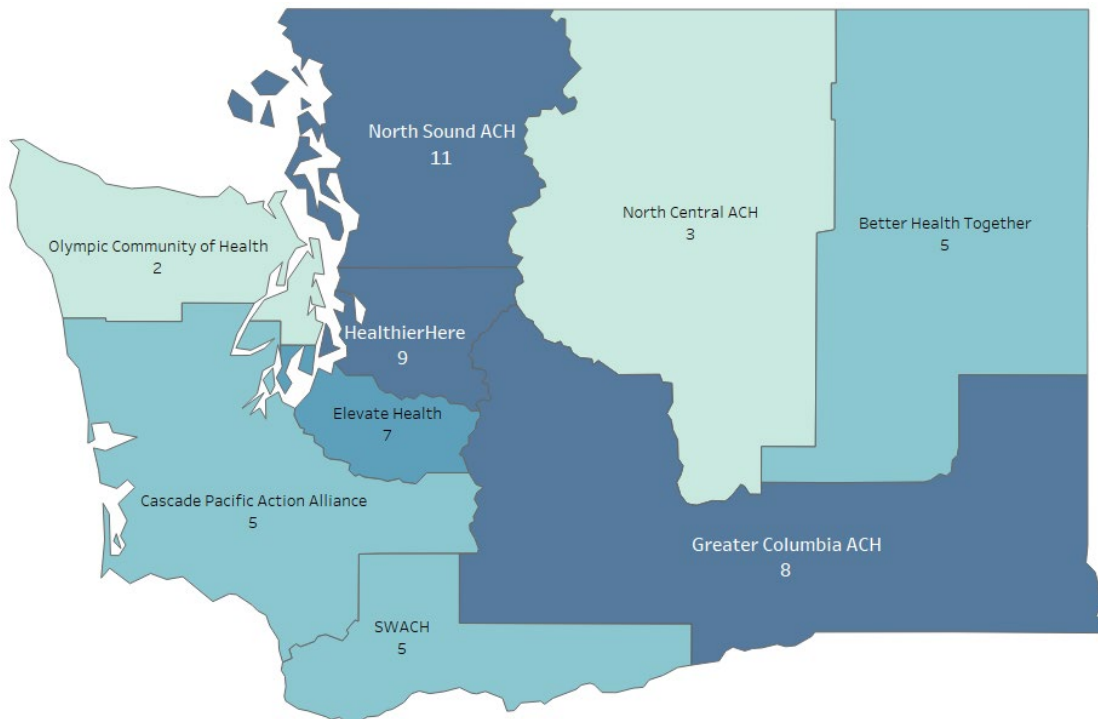 North Sound ACH
11
North Central ACH
3
Better Health Together
5
Olympic Community of Health
2
HealthierHere
9
Elevate Health
7
Cascade Pacific Action Alliance
5
Greater Columbia ACH
8
SWACH
5